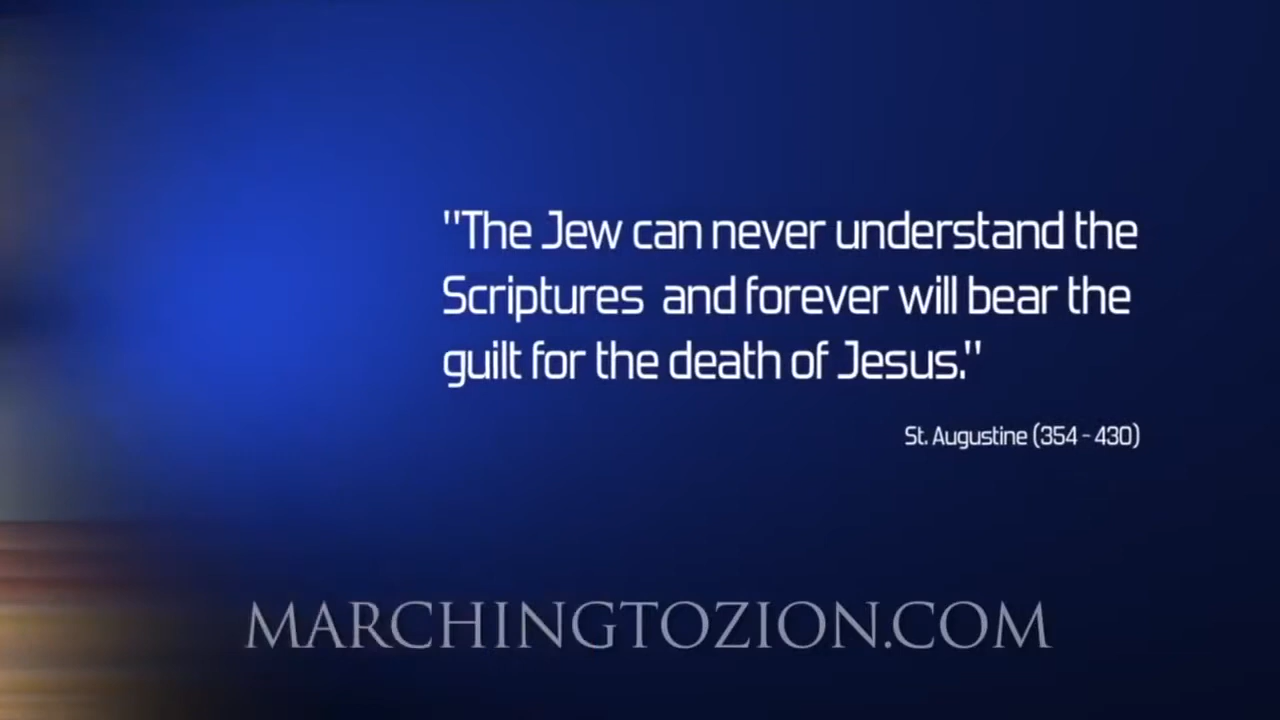 "The Jew can never understand the
Scriptures and forever will bear the
guilt for the death of Jesus."
St. Augustine (354 - 430)
MARCHINGTOZION.COM